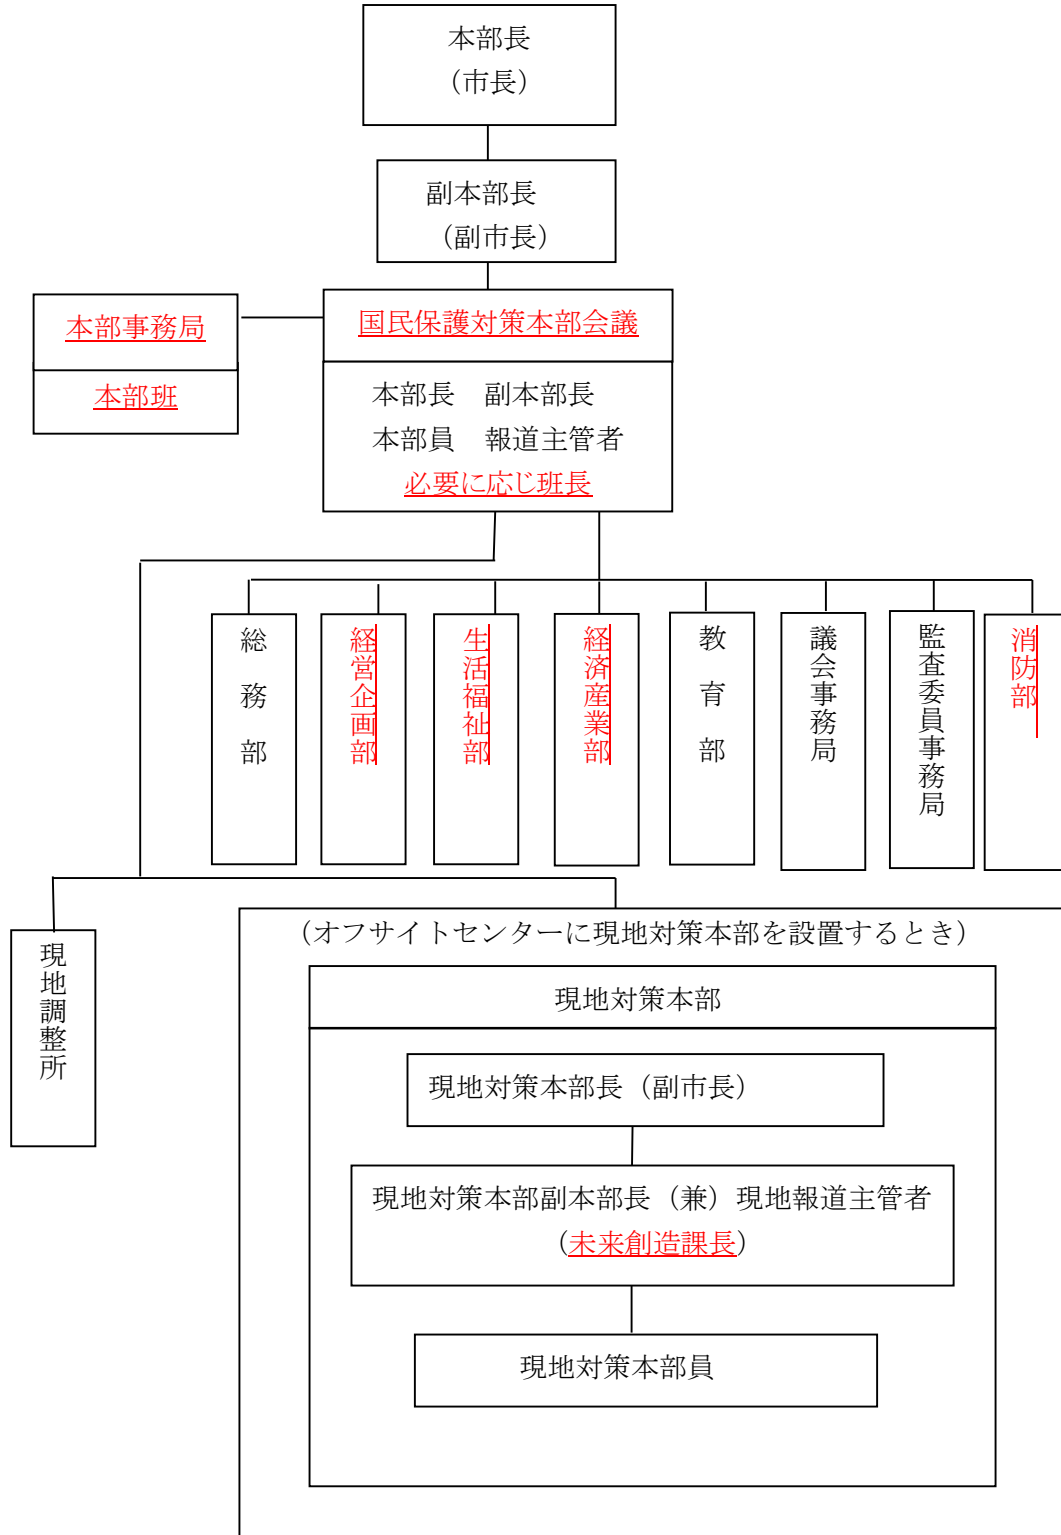 本部長
（市長）
副本部長
（副市長）
本部事務局
本部班
国民保護対策本部会議
本部長　副本部長
本部員　報道主管者
必要に応じ班長
総務部
経営企画部
生活福祉部
経済産業部
教育部
議会事務局
監査委員事務局
消防部
現地調整所
（オフサイトセンターに現地対策本部を設置するとき）
現地対策本部
現地対策本部長（副市長）
現地対策本部副本部長（兼）現地報道主管者
（未来創造課長）
現地対策本部員